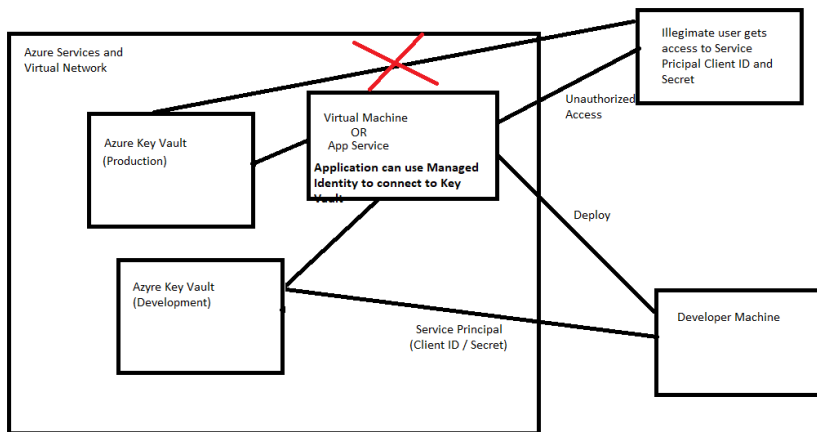 Azure Services and
Virtual Network
Illegimate user gets
access to Service
Pricipal Client ID and
Secret
Unauthorized
Access
Virtual Machine
OR
App Service
Application can use Managed
Identity to connect to Key
Vault
Azure Key Vault
(Production)
Deploy
Azyre Key Vault
(Development)
Service Principal
(Client ID / Secret)
Developer Machine